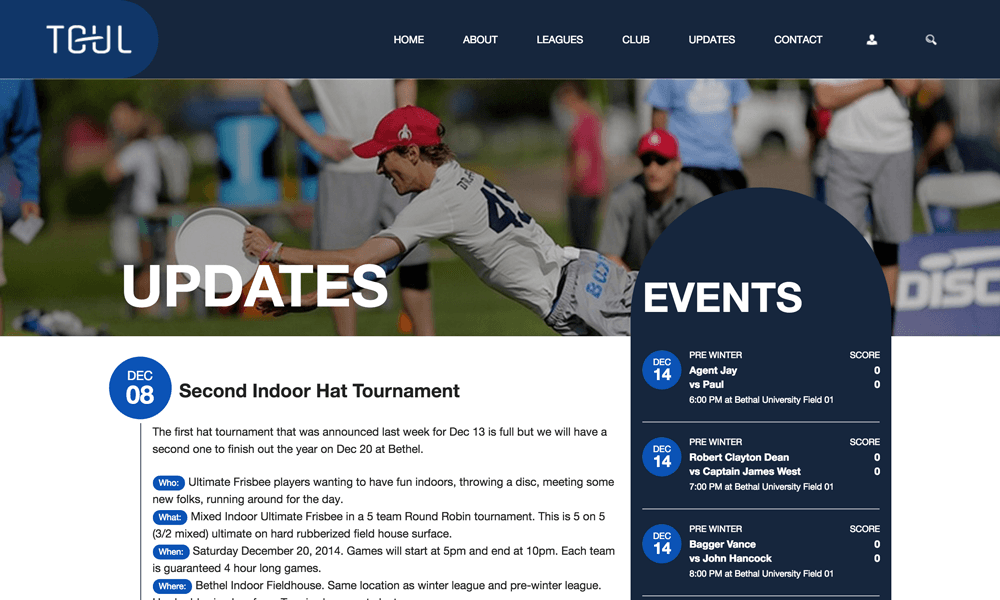 TCUL
HOME ABOUT LEAGUES CLUB UPDATES CONTACT
45
DISC
UPDATES
DEC
08
Second Indoor Hat Tournament
The first hat tournament that was announced last week for Dec 13 is full but we will have a
second one to finish out the year on Dec 20 at Bethel.
Who: Ultimate Frisbee players wanting to have fun indoors, throwing a disc, meeting some
new folks, running around for the day.
What: Mixed Indoor Ultimate Frisbee in a 5 team Round Robin tournament. This is 5 on 5
(3/2 mixed) ultimate on hard rubberized field house surface.
When: Saturday December 20, 2014. Games will start at 5pm and end at 10pm. Each team
is guaranteed 4 hour long games.
Where: Bethel Indoor Fieldhouse. Same location as winter league and pre-winter league.
EVENTS
DEC
14
PRE WINTER SCORE
Agent Jay 0
vs Paul 0
6:00 PM at Bethal University Field 01
DEC
14
PRE WINTER SCORE
Robert Clayton Dean 0
vs Captain James West 0
7:00 PM at Bethal University Field 01
DEC
14
PRE WINTER SCORE
Bagger Vance 0
vs John Hancock 0
8:00 PM at Bethal University Field 01